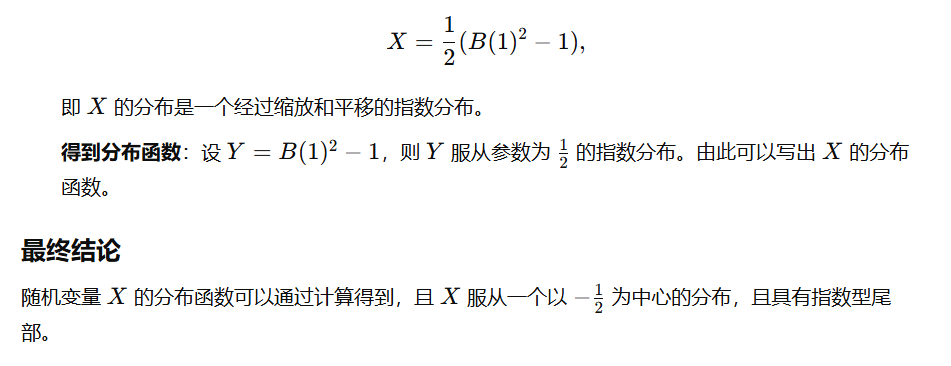 X = \frac{1}{2}(B(1)^2 − 1),
即 X 的分布是一个经过缩放和平移的指数分布。
得到分布函数：设 Y = B(1)^2 − 1，则 Y 服从参数为 \frac{1}{2} 的指数分布。由此可以写出 X 的分布
函数。
最终结论
随机变量 X 的分布函数可以通过计算得到，且 X 服从一个以 −\frac{1}{2} 为中心的分布，且具有指数型尾
部。